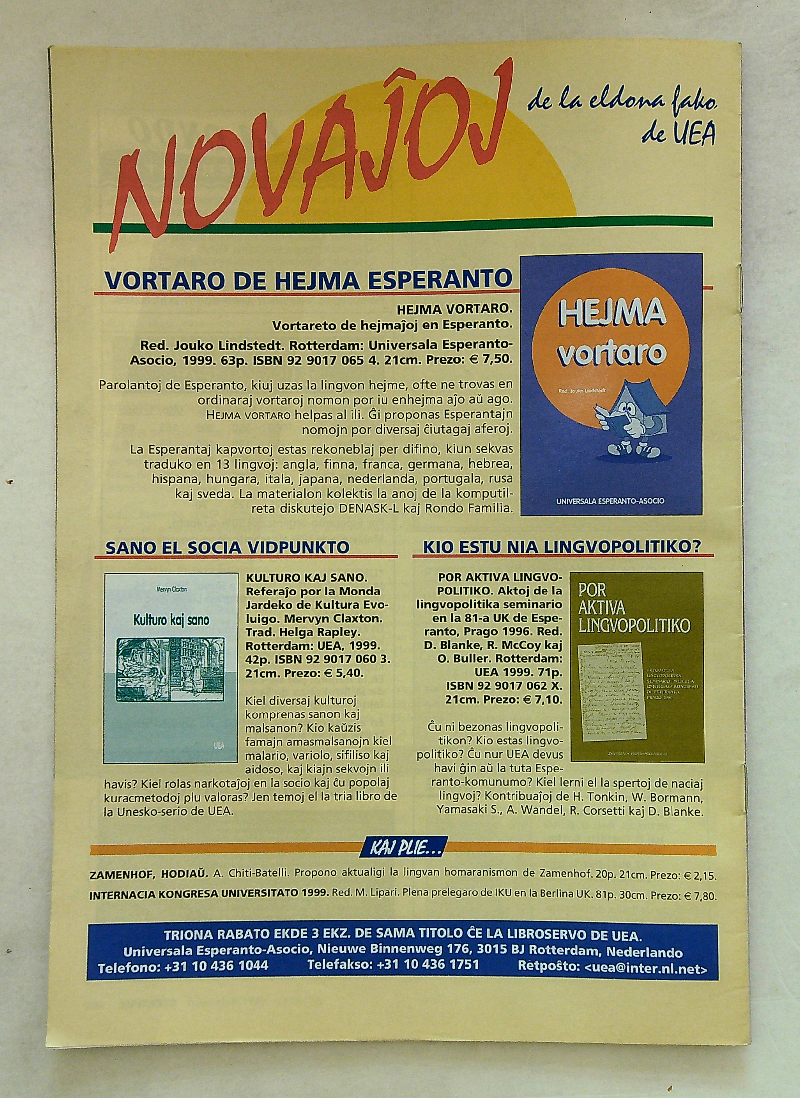 NOVAĴOJ
de la eldona fako
de UEA
VORTARO DE HEJMA ESPERANTO
HEJMA VORTARO.
Vortareto de hejmaĵoj en Esperanto.
Red. Jouko Lindstedt. Rotterdam: Universala Esperanto-
Asocio, 1999. 63p. ISBN 92 9017 065 4. 21cm. Prezo: € 7,50.
Parolantoj de Esperanto, kiuj uzas la lingvon hejme, ofte ne trovas en
ordinaraj vortaroj nomon por iu enhejma aĵo aŭ ago.
HEJMA VORTARO helpas al ili. Ĝi proponas Esperantajn
nomojn por diversaj ĉiutagaj aferoj.
La Esperantaj kapvortoj estas rekoneblaj per difino, kiun sekvas
traduko en 13 lingvoj: angla, finna, franca, germana, hebrea,
hispana, hungara, itala, japana, nederlanda, portugala, rusa
kaj sveda. La materialon kolektis la anoj de la komputil-
reta diskutejo DENASK-L kaj Rondo Familia.
HEJMA
vortaro
Red. Jouko Lindstedt
UNIVERSALA ESPERANTO-ASOCIO
SANO EL SOCIA VIDPUNKTO
Mervyn Claxton
Kulturo kaj sano
UEA
KULTURO KAJ SANO.
Referaĵo por la Monda
Jardeko de Kultura Evo-
luigo. Mervyn Claxton.
Trad. Helga Rapley.
Rotterdam: UEA, 1999.
42p. ISBN 92 9017 060 3.
21cm. Prezo: € 5,40.
Kiel diversaj kulturoj
komprenas sanon kaj
malsanon? Kio kaŭzis
famajn amasmalsanojn kiel
malario, variolo, sifiliso kaj
aidoso, kaj kiajn sekvojn ili
havis? Kiel rolas narkotaĵoj en la socio kaj ĉu popolaj
kuracmetodoj plu valoras? Jen temoj el la tria libro de
la Unesko-serio de UEA.
KIO ESTU NIA LINGVOPOLITIKO?
POR AKTIVA LINGVO-
POLITIKO. Aktoj de la
lingvopolitika seminario
en la 81-a UK de Espe-
ranto, Prago 1996. Red.
D. Blanke, R. McCoy kaj
O. Buller. Rotterdam:
UEA 1999. 71p.
ISBN 92 9017 062 X.
21cm. Prezo: € 7,10.
Ĉu ni bezonas lingvopoli-
tikon? Kio estas lingvo-
politiko? Ĉu nur UEA devus
havi ĝin aŭ la tuta Espe-
ranto-komunumo? Kiel lerni el la spertoj de naciaj
lingvoj? Kontribuaĵoj de H. Tonkin, W. Bormann,
Yamasaki S., A. Wandel, R. Corsetti kaj D. Blanke.
POR
AKTIVA
LINGVOPOLITIKO
KAJ PLIE...
ZAMENHOF, HODIAŬ. A. Chiti-Batelli. Propono aktualigi la lingvan homaranismon de Zamenhof. 20p. 21cm. Prezo: € 2,15.
INTERNACIA KONGRESA UNIVERSITATO 1999. Red. M. Lipari. Plena prelegaro de IKU en la Berlina UK. 81p. 30cm. Prezo: € 7,80.
TRIONA RABATO EKDE 3 EKZ. DE SAMA TITOLO ĈE LA LIBROSERVO DE UEA.
Universala Esperanto-Asocio, Nieuwe Binnenweg 176, 3015 BJ Rotterdam, Nederlando
Telefono: +31 10 436 1044 Telefakso: +31 10 436 1751 Retpoŝto: <uea@inter.nl.net>